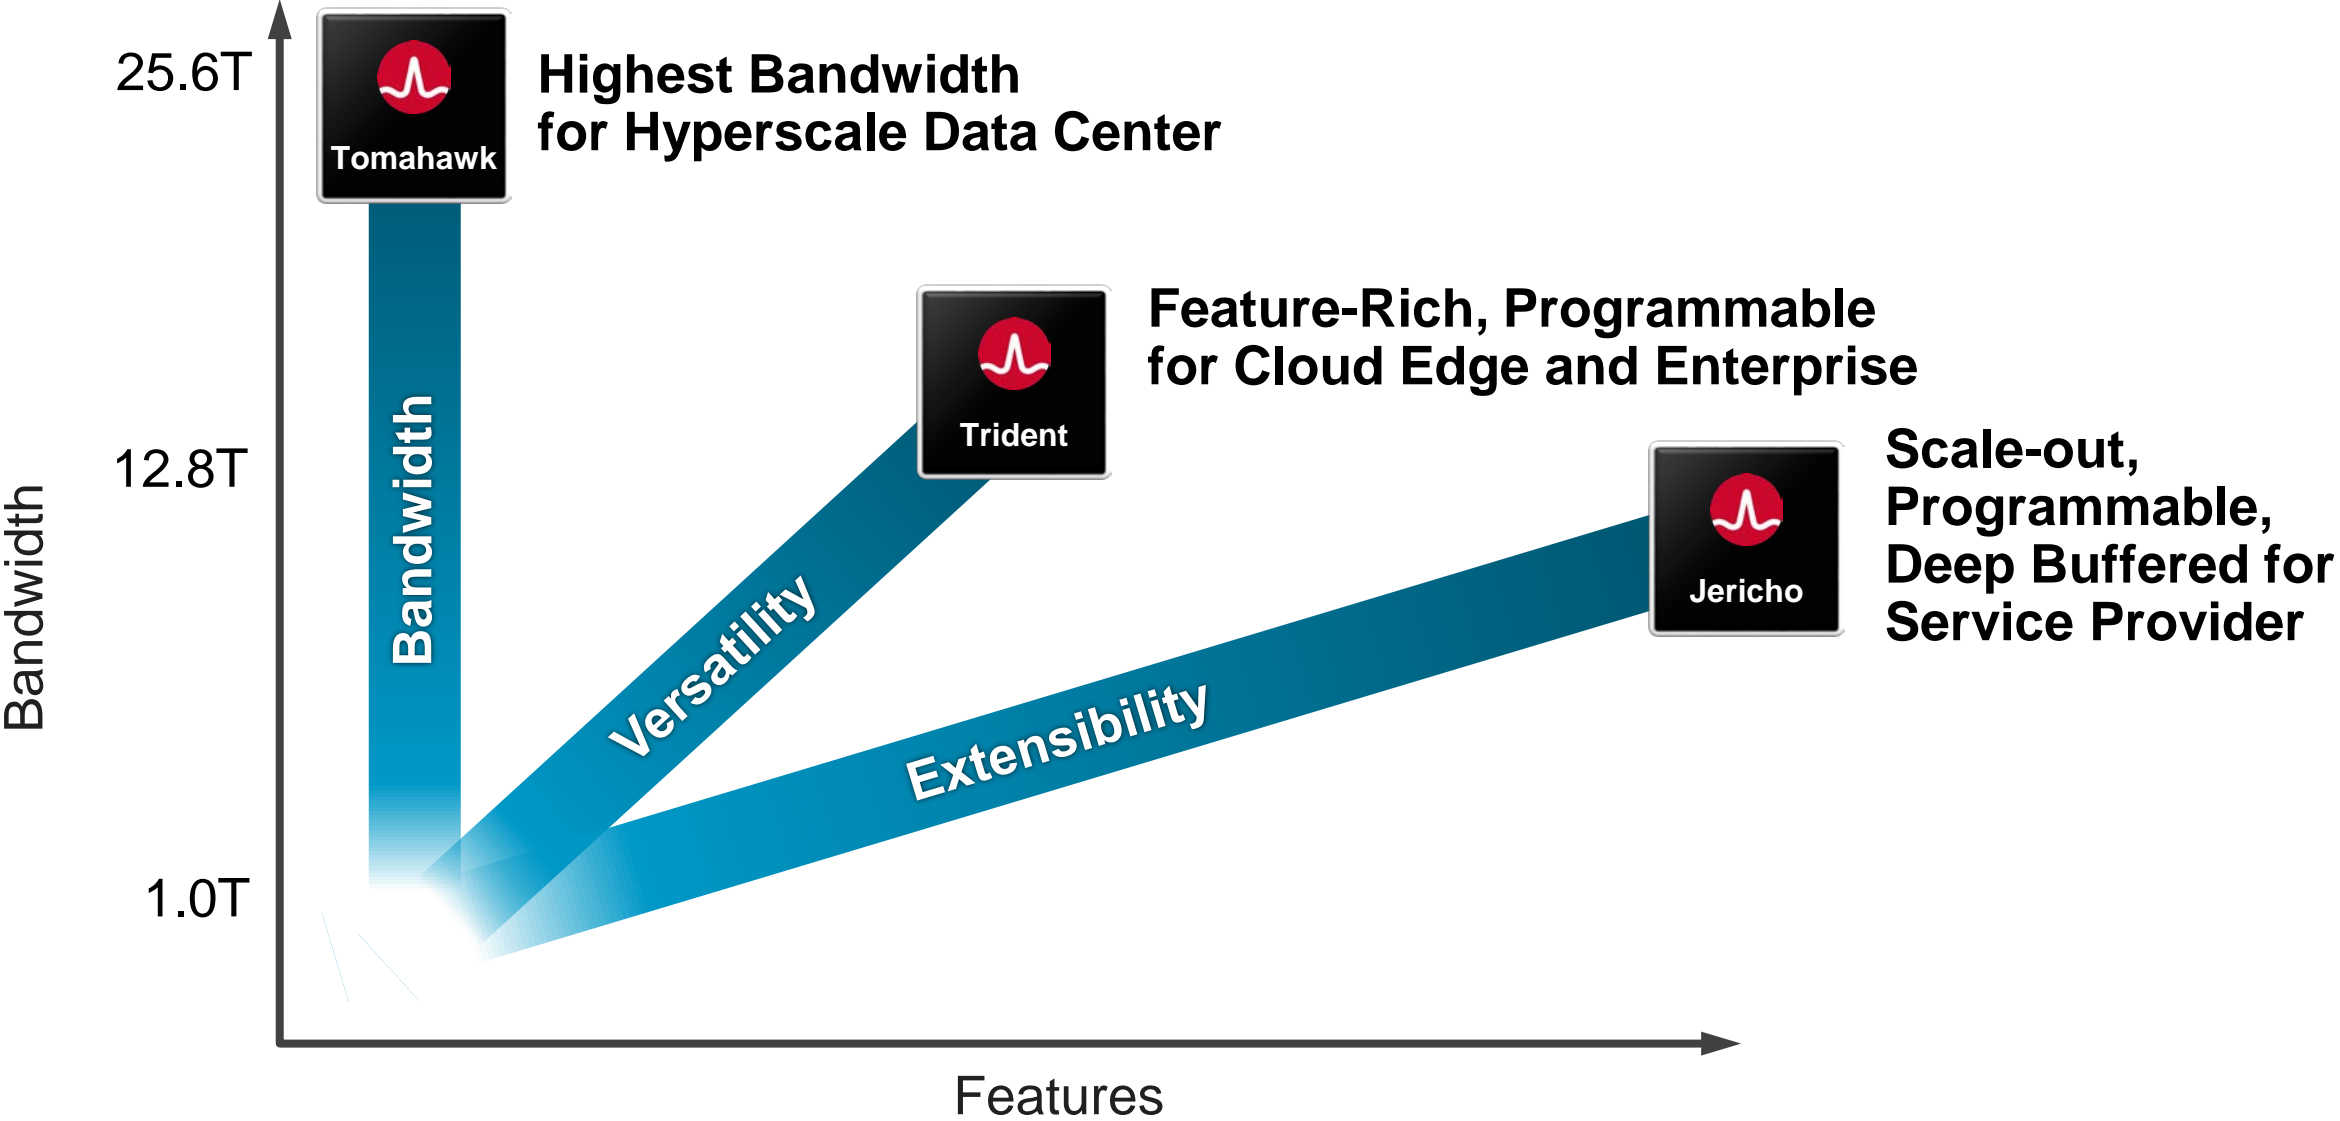 25.6T
Tomahawk
Highest Bandwidth
for Hyperscale Data Center
Trident
Feature-Rich, Programmable
for Cloud Edge and Enterprise
12.8T
Jericho
Scale-out,
Programmable,
Deep Buffered for
Service Provider
Bandwidth
Bandwidth
Versatility
Extensibility
1.0T
Features